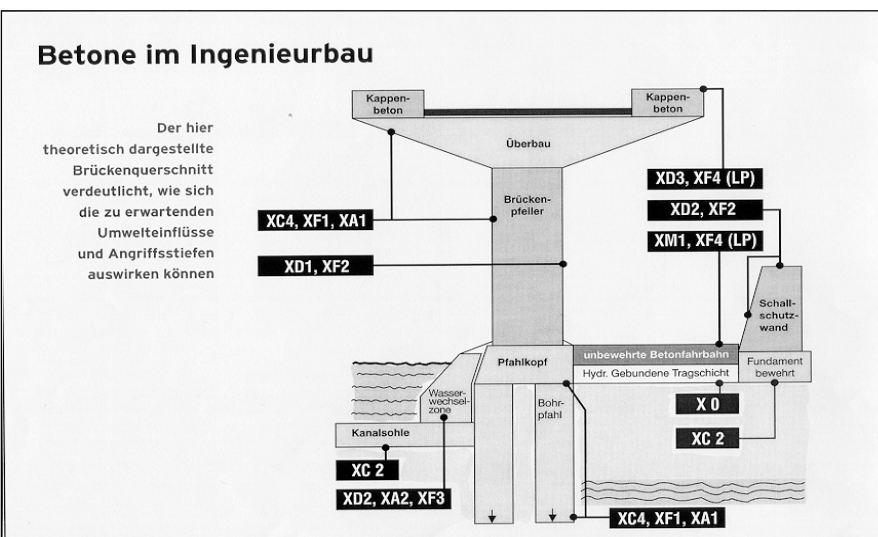 Betone im Ingenieurbau
Der hier
theoretisch dargestellte
Brückenquerschnitt
verdeutlicht, wie sich
die zu erwartenden
Umwelteinflüsse
und Angriffsstiefen
auswirken können
Kappen-
beton
Kappen-
beton
Überbau
XD3, XF4 (LP)
Brücken-
pfeiler
XC4, XF1, XA1
XD2, XF2
XM1, XF4 (LP)
XD1, XF2
Schall-
schutz-
wand
Pfahlkopf
unbewehrte Betonfahrbahn
Hydr. Gebundene Tragschicht
Fundament
bewehrt
Wasser-
wechsel-
zone
Bohr-
pfahl
X 0
Kanalsohle
XC 2
XC 2
XD2, XA2, XF3
XC4, XF1, XA1